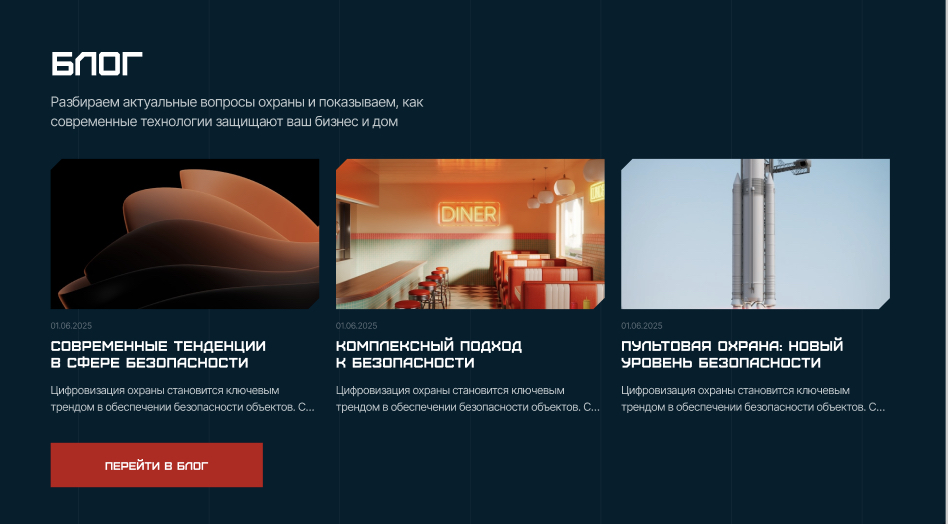 БЛОГ
Разбираем актуальные вопросы охраны и показываем, как
современные технологии защищают ваш бизнес и дом
DINER
01.06.2025
СОВРЕМЕННЫЕ ТЕНДЕНЦИИ
В СФЕРЕ БЕЗОПАСНОСТИ
Цифровизация охраны становится ключевым
трендом в обеспечении безопасности объектов. С...
01.06.2025
КОМПЛЕКСНЫЙ ПОДХОД
К БЕЗОПАСНОСТИ
Цифровизация охраны становится ключевым
трендом в обеспечении безопасности объектов. С...
01.06.2025
ПУЛЬТОВАЯ ОХРАНА: НОВЫЙ
УРОВЕНЬ БЕЗОПАСНОСТИ
Цифровизация охраны становится ключевым
трендом в обеспечении безопасности объектов. С...
ПЕРЕЙТИ В БЛОГ